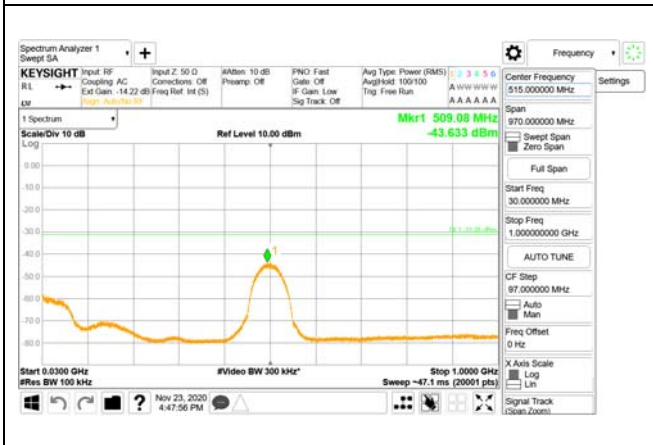 Spectrum Analyzer 1
Swept SA
Frequency
KEYSIGHT
RL
Input: RF
Coupling: AC
Ext Gain: -14.22 dB
Align: Auto/No RF
Input Z: 50 Ω
Corrections: Off
Freq Ref: Int (S)
#Atten: 10 dB
Preamp: Off
PNO: Fast
Gate: Off
IF Gain: Low
Sig Track: Off
Avg Type: Power (RMS)
Avg|Hold: 100/100
Trig: Free Run
1 2 3 4 5 6
A W W W W W
A A A A A A
1 Spectrum
Scale/Div 10 dB
Log
Ref Level 10.00 dBm
Mkr1 509.08 MHz
-43.633 dBm
0.00
-10.0
-20.0
-30.0
-40.0
-50.0
-60.0
-70.0
-80.0
1
Start 0.0300 GHz
#Res BW 100 kHz
#Video BW 300 kHz*
Stop 1.0000 GHz
Sweep ~47.1 ms (20001 pts)
Nov 23, 2020
4:47:56 PM
Center Frequency
515.000000 MHz
Settings
Span
970.000000 MHz
Swept Span
Zero Span
Full Span
Start Freq
30.000000 MHz
Stop Freq
1.000000000 GHz
AUTO TUNE
CF Step
97.000000 MHz
Auto
Man
Freq Offset
0 Hz
X Axis Scale
Log
Lin
Signal Track
(Span Zoom)